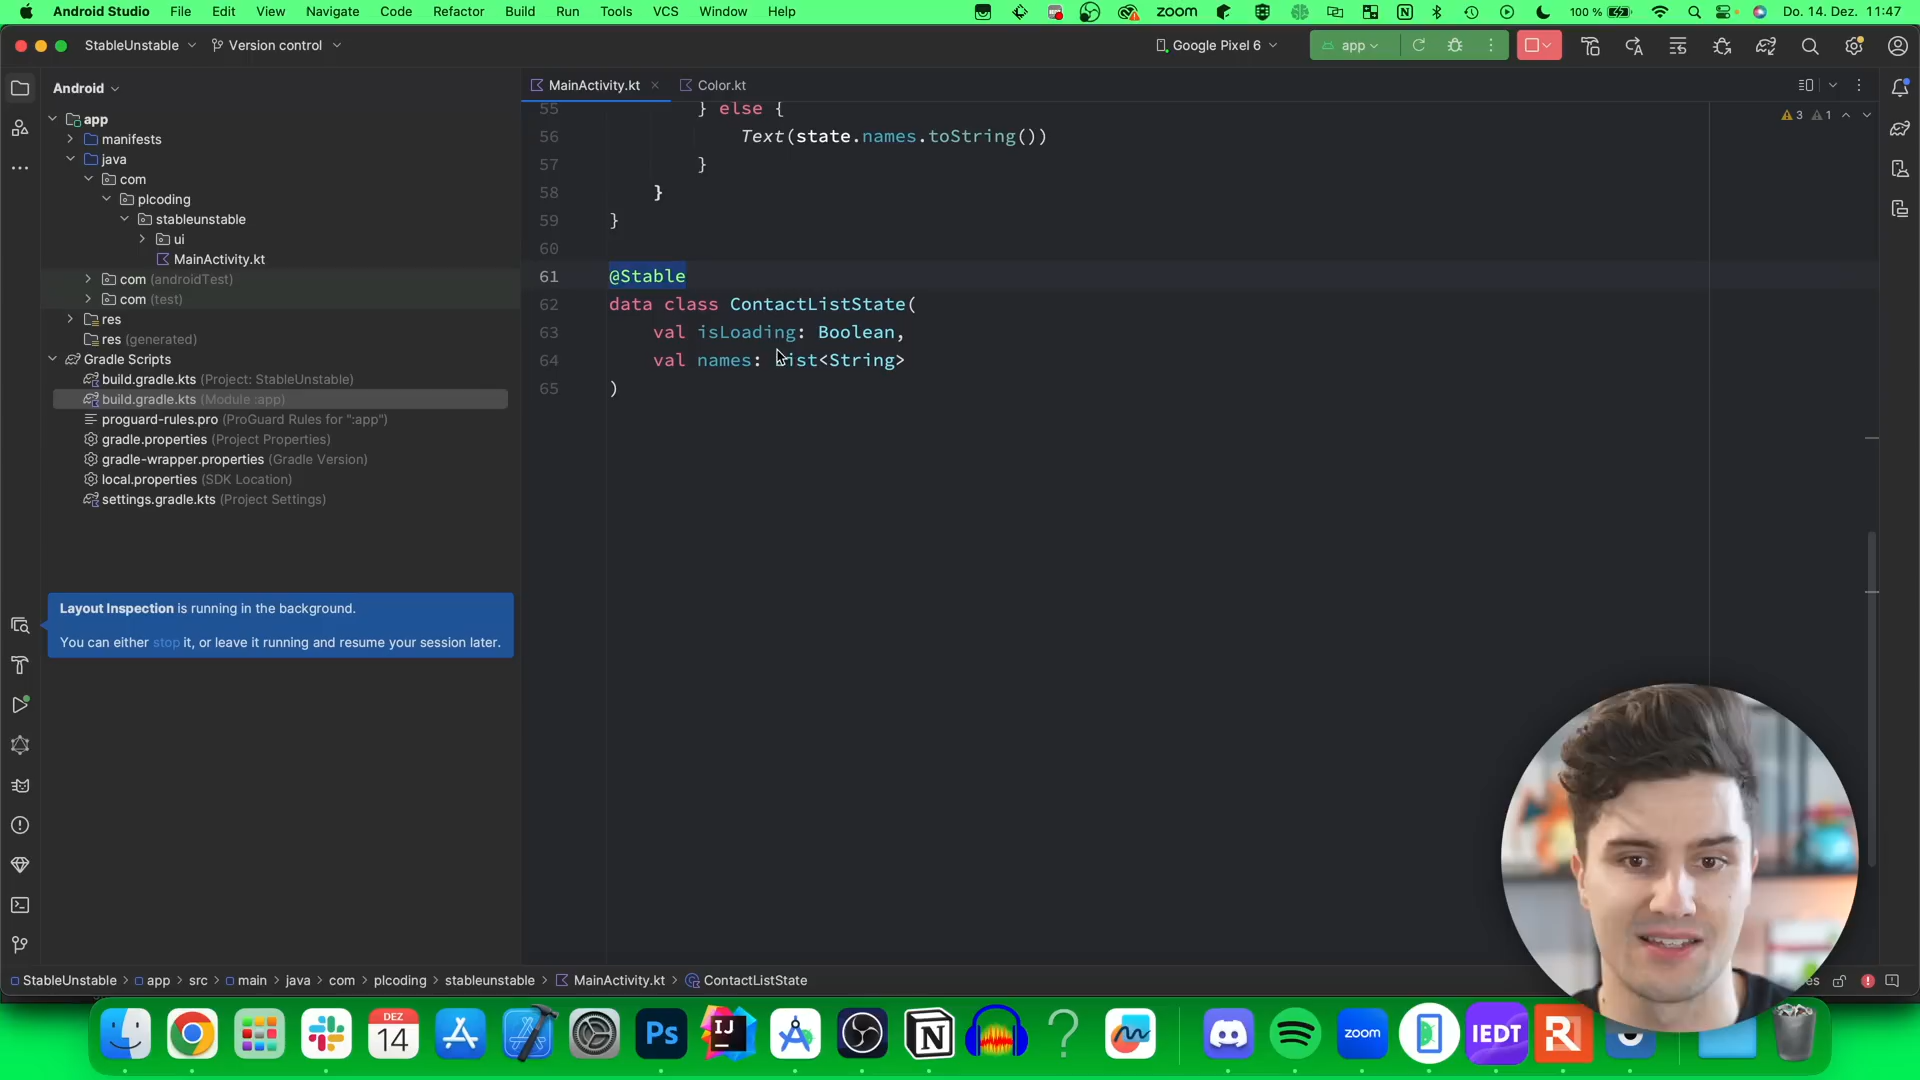 Android Studio File Edit View Navigate Code Refactor Build Run Tools VCS Window Help zoom 100 % Do. 14. Dez. 11:47
StableUnstable Version control Google Pixel 6 app
Android MainActivity.kt Color.kt
app
manifests
java
com
plcoding
stableunstable
ui
MainActivity.kt
com (androidTest)
com (test)
res
res (generated)
Gradle Scripts
build.gradle.kts (Project: StableUnstable)
build.gradle.kts (Module :app)
proguard-rules.pro (ProGuard Rules for ":app")
gradle.properties (Project Properties)
gradle-wrapper.properties (Gradle Version)
local.properties (SDK Location)
settings.gradle.kts (Project Settings)
Layout Inspection is running in the background.
You can either stop it, or leave it running and resume your session later.
3 1
55 } else {
56 Text(state.names.toString())
57 }
58 }
59 }
60
61 @Stable
62 data class ContactListState(
63 val isLoading: Boolean,
64 val names: List<String>
65 )
StableUnstable > app > src > main > java > com > plcoding > stableunstable > MainActivity.kt > ContactListState
DEZ
14
Ps
IJ
N
zoom
IEDT
R